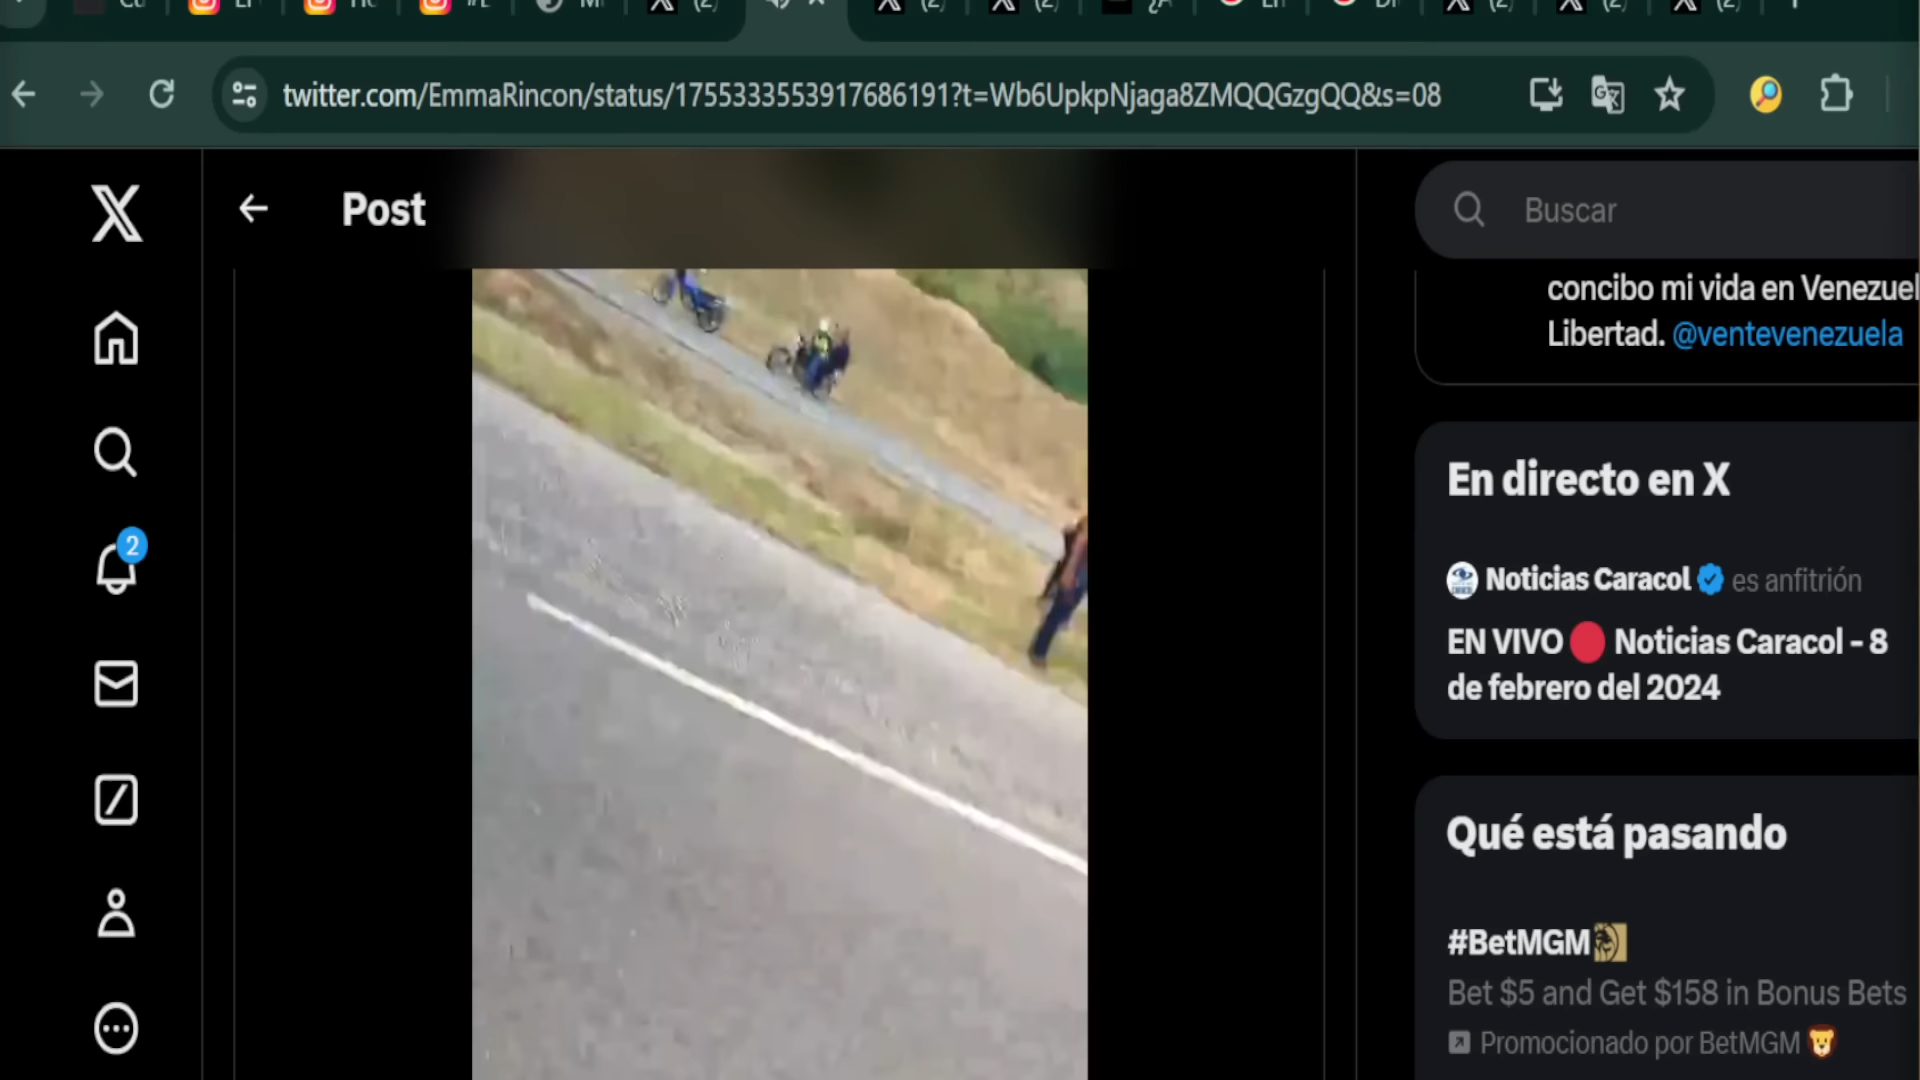 twitter.com/EmmaRincon/status/1755333553917686191?t=Wb6UpkpNjaga8ZMQQGzgQQ&s=08
Post
Buscar
concibo mi vida en Venezuel
Libertad. @ventevenezuela
2
En directo en X
Noticias Caracol es anfitrión
EN VIVO Noticias Caracol - 8
de febrero del 2024
Qué está pasando
#BetMGM
Bet $5 and Get $158 in Bonus Bets
Promocionado por BetMGM